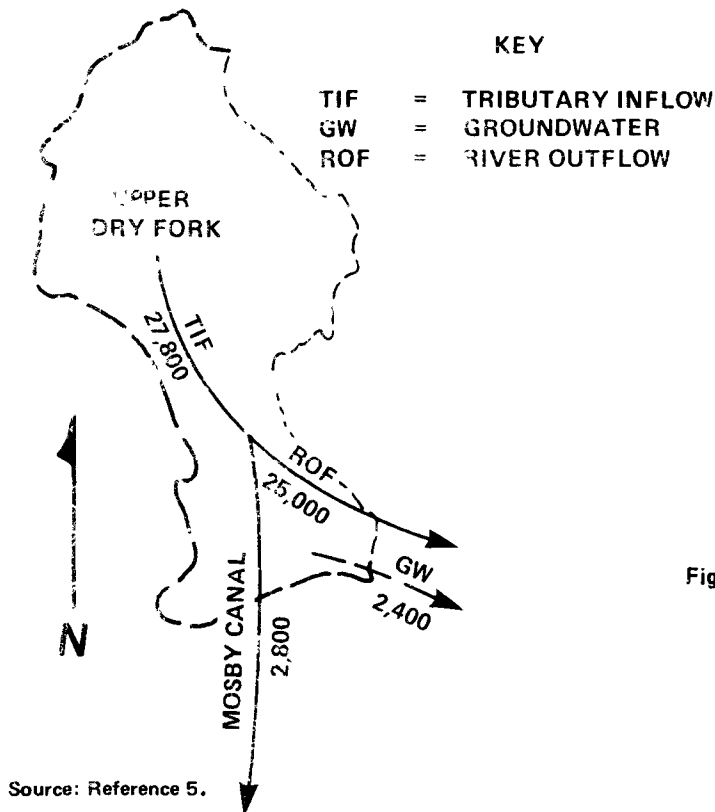 KEY
TIF = TRIBUTARY INFLOW
GW = GROUNDWATER
ROF = RIVER OUTFLOW
UPPER
DRY FORK
TIF
27,800
ROF
25,000
GW
2,400
MOSBY CANAL
2,800
N
Fig
Source: Reference 5.